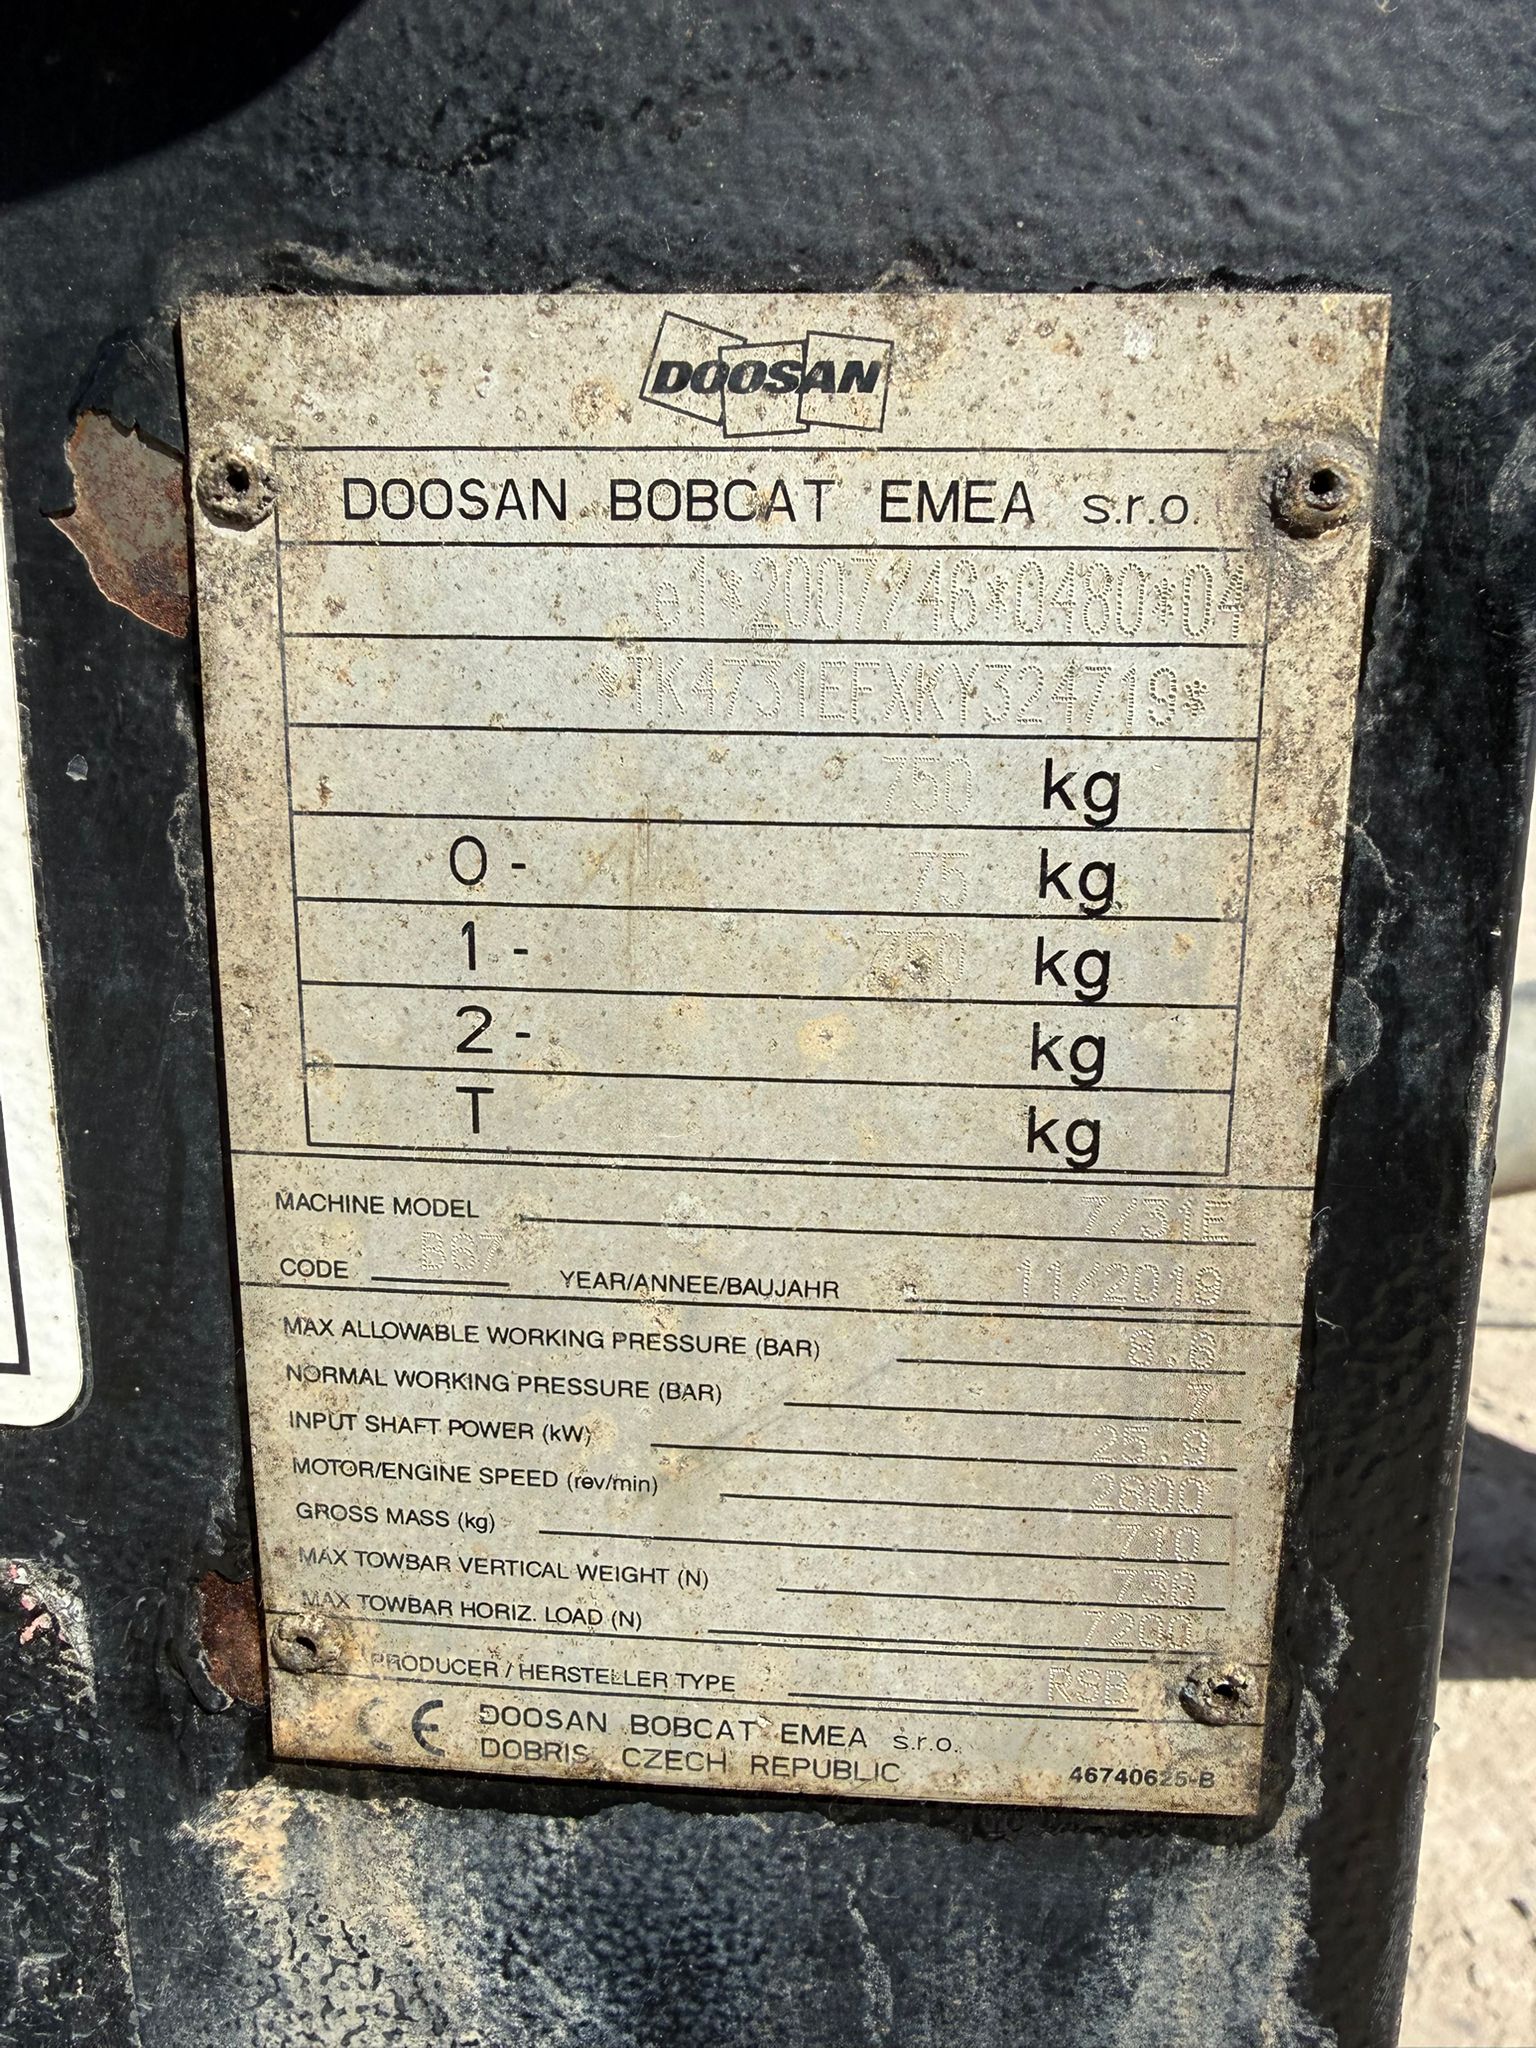 DOOSAN
DOOSAN BOBCAT EMEA s.r.o.
e1*2007/46*0480*04
*TK4731EFXKY324719*
750 kg
0- 75 kg
1- 750 kg
2- kg
T kg
MACHINE MODEL 7/31E
CODE B67 YEAR/ANNEE/BAUJAHR 11/2018
MAX ALLOWABLE WORKING PRESSURE (BAR) 8,6
NORMAL WORKING PRESSURE (BAR) 7
INPUT SHAFT POWER (kW) 25,9
MOTOR/ENGINE SPEED (rev/min) 2800
GROSS MASS (kg) 710
MAX TOWBAR VERTICAL WEIGHT (N) 736
MAX TOWBAR HORIZ. LOAD (N) 7200
PRODUCER / HERSTELLER TYPE RSB
CE DOOSAN BOBCAT EMEA s.r.o.
DOBRIS, CZECH REPUBLIC 46740625-B